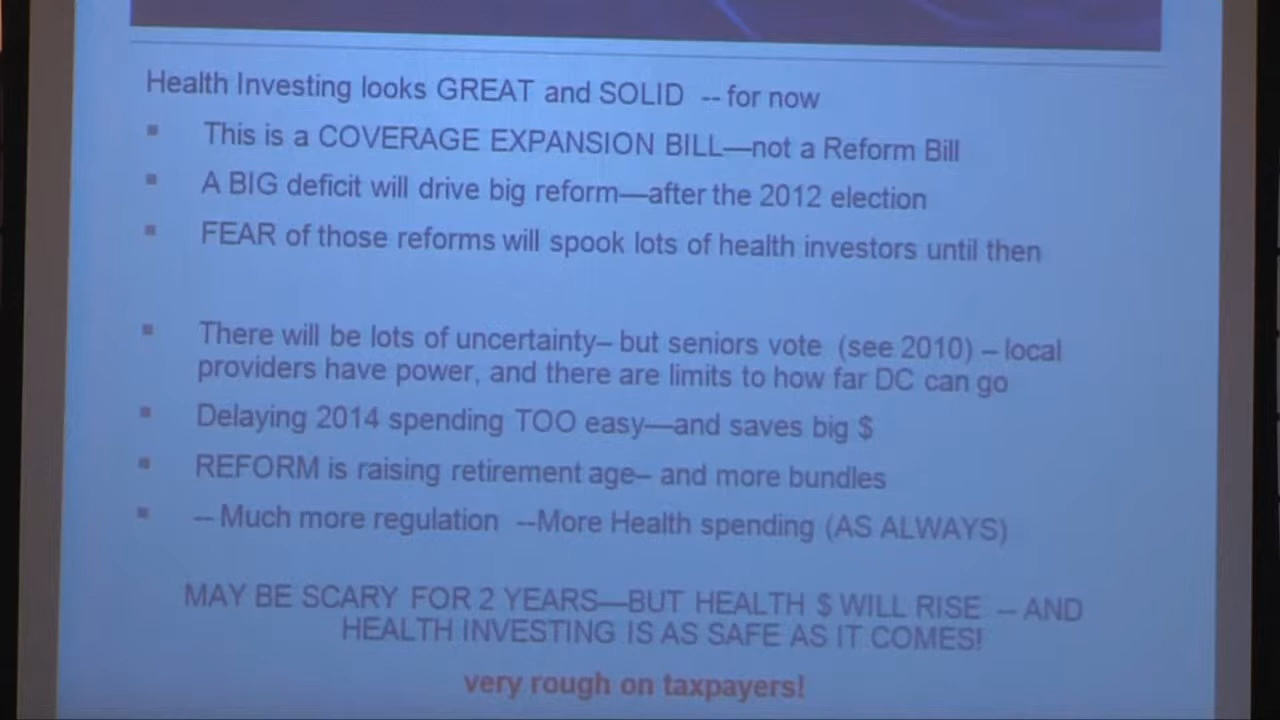 Health Investing looks GREAT and SOLID -- for now
▪ This is a COVERAGE EXPANSION BILL—not a Reform Bill
▪ A BIG deficit will drive big reform—after the 2012 election
▪ FEAR of those reforms will spook lots of health investors until then
▪ There will be lots of uncertainty– but seniors vote (see 2010) – local
providers have power, and there are limits to how far DC can go
▪ Delaying 2014 spending TOO easy—and saves big $
▪ REFORM is raising retirement age– and more bundles
▪ -- Much more regulation --More Health spending (AS ALWAYS)
MAY BE SCARY FOR 2 YEARS—BUT HEALTH $ WILL RISE – AND
HEALTH INVESTING IS AS SAFE AS IT COMES!
very rough on taxpayers!